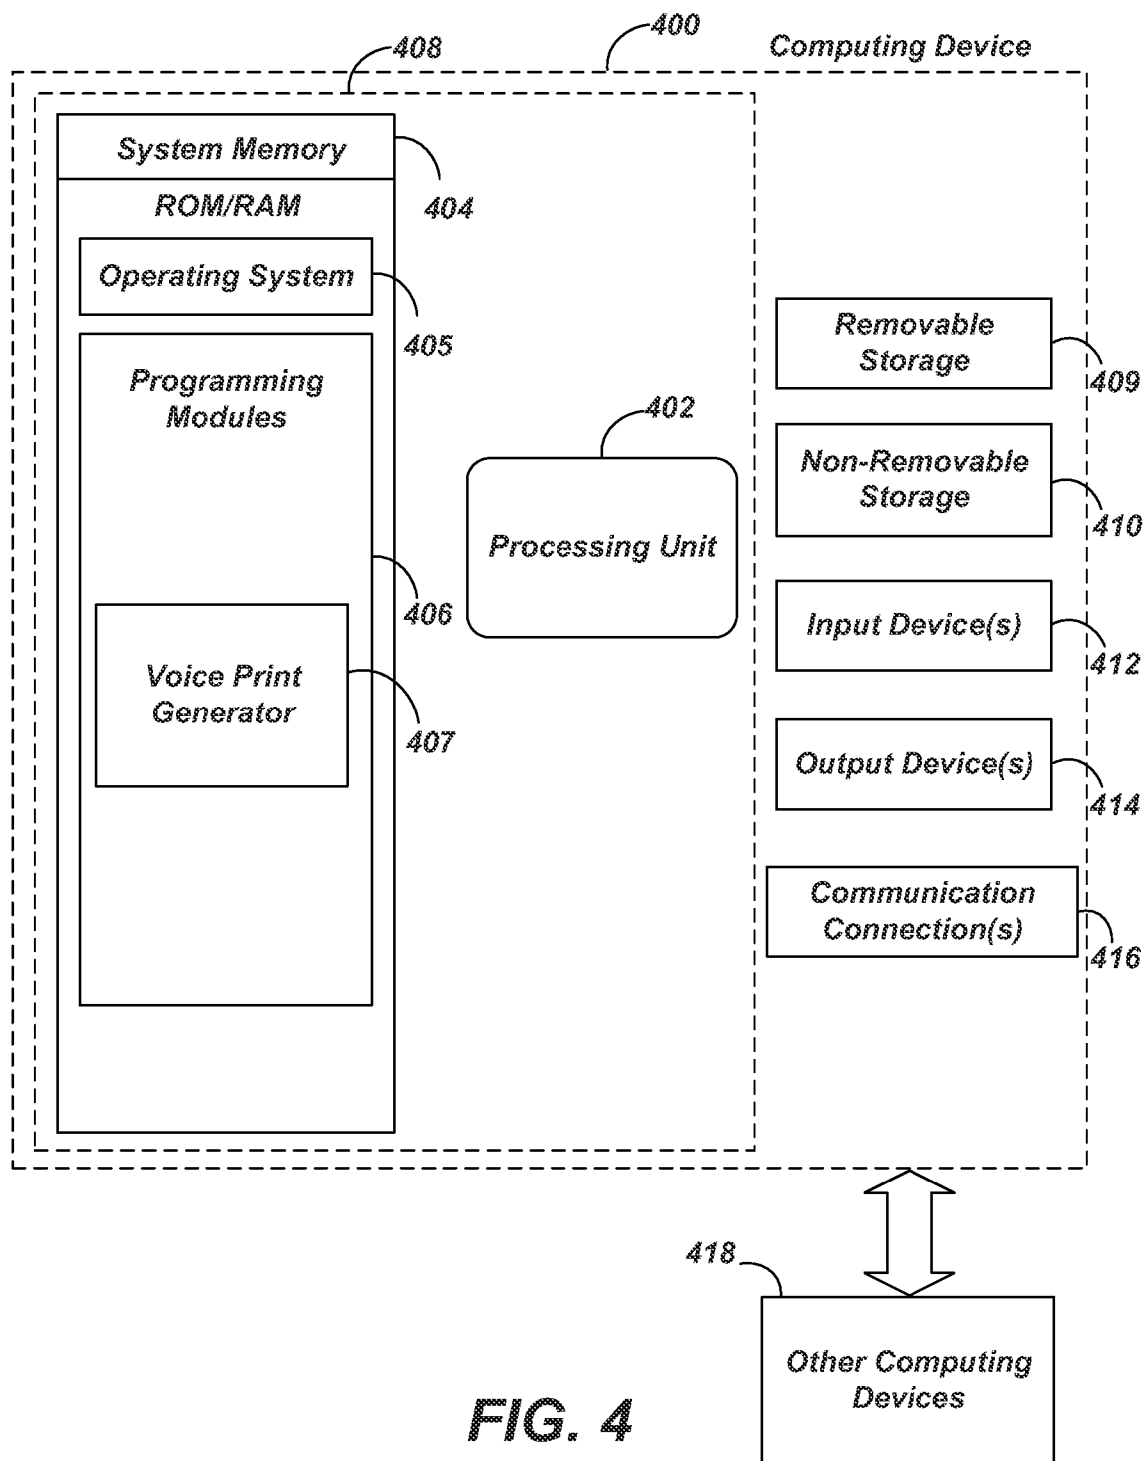 400
Computing Device
408
System Memory
404
ROM/RAM
Operating System
405
Programming
Modules
406
Voice Print
Generator
407
402
Processing Unit
Removable
Storage
409
Non-Removable
Storage
410
Input Device(s)
412
Output Device(s)
414
Communication
Connection(s)
416
418
Other Computing
Devices
FIG. 4